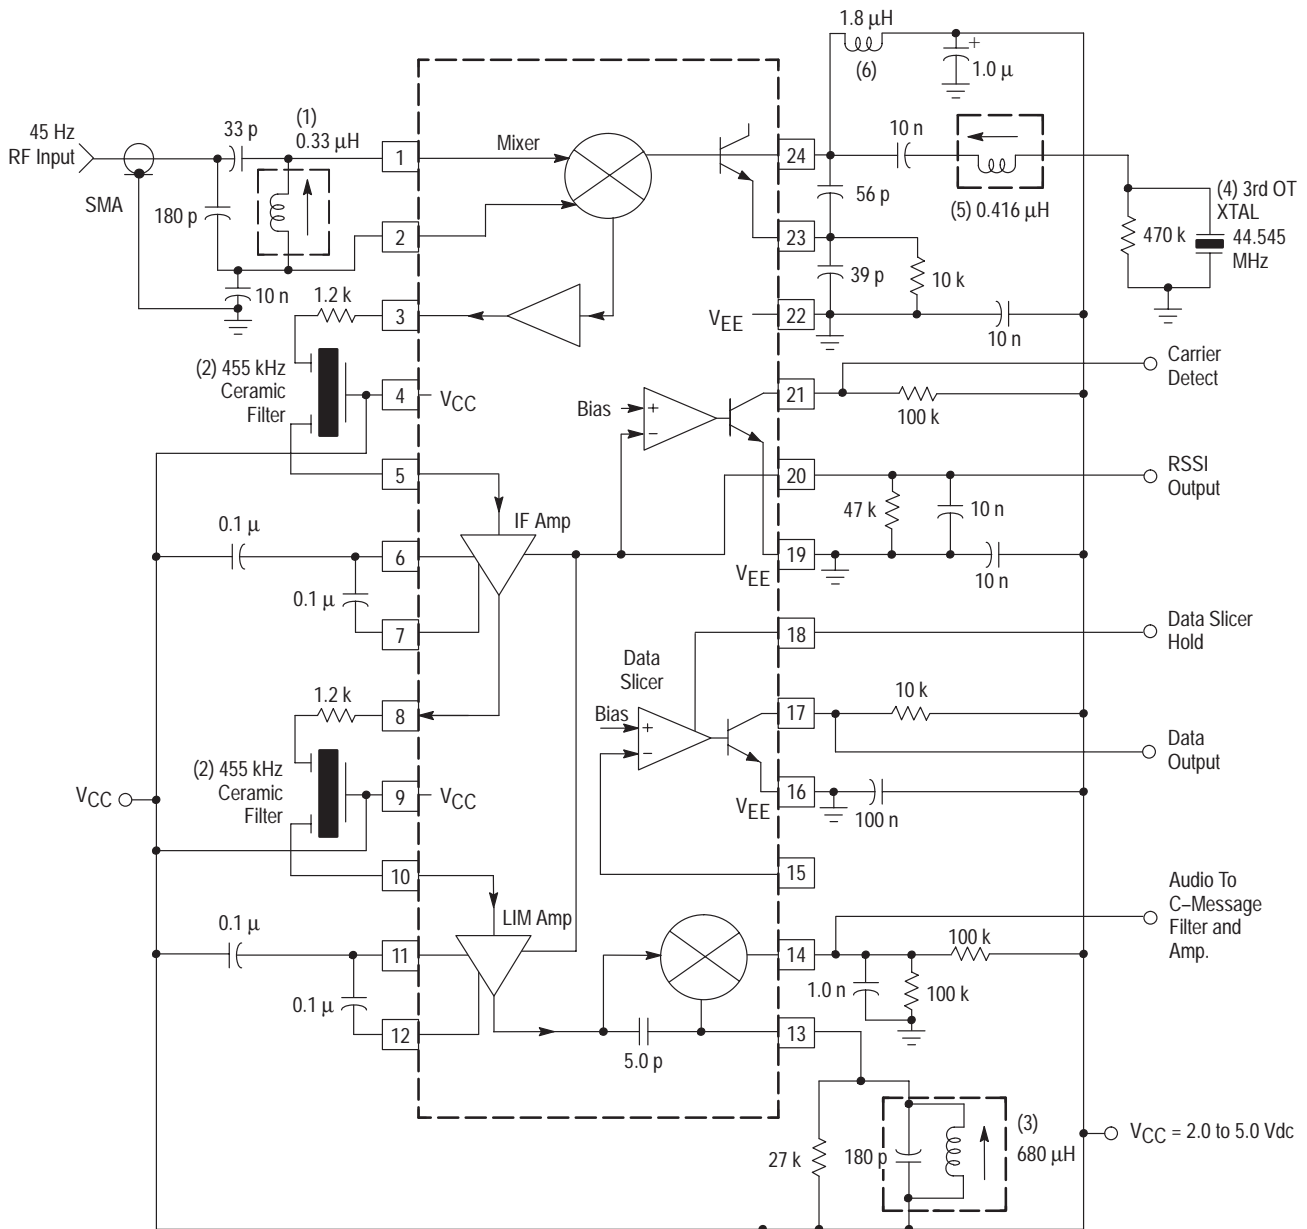 1.8 μH
(6)
+
1.0 μ
45 Hz
RF Input
SMA
33 p
(1)
0.33 μH
180 p
10 n
1
Mixer
24
10 n
(5) 0.416 μH
(4) 3rd OT
XTAL
44.545
MHz
470 k
56 p
2
23
39 p
10 k
1.2 k
3
VEE
22
10 n
(2) 455 kHz
Ceramic
Filter
4
VCC
Bias
+
−
21
100 k
Carrier
Detect
5
20
RSSI
Output
47 k
10 n
0.1 μ
6
IF Amp
VEE
19
10 n
0.1 μ
7
18
Data Slicer
Hold
Data
Slicer
1.2 k
8
Bias
+
−
17
10 k
Data
Output
(2) 455 kHz
Ceramic
Filter
VCC
9
VCC
VEE
16
100 n
10
15
Audio To
C−Message
Filter and
Amp.
0.1 μ
11
LIM Amp
14
100 k
1.0 n
100 k
0.1 μ
12
5.0 p
13
27 k
180 p
(3)
680 μH
VCC = 2.0 to 5.0 Vdc